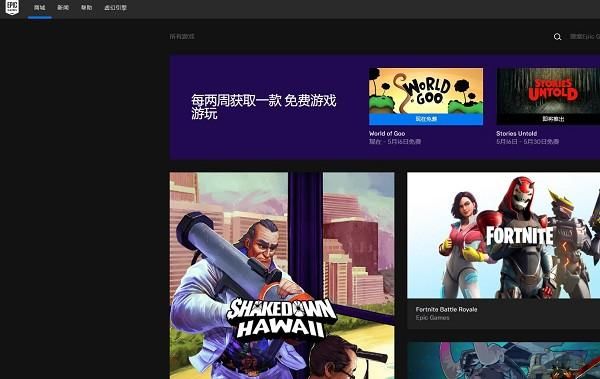 EPIC
GAMES
商城
新闻
帮助
虚幻引擎
所有游戏
搜索Epic G
每两周获取一款 免费游戏
游玩
WORLD
OF
GOO
现在免费
World of Goo
现在 - 5月16日免费
STORIES
UNTOLD
即将推出
Stories Untold
5月16日 - 5月30日免费
SHAKEDOWN
HAWAII
FORTNITE
Fortnite Battle Royale
Epic Games